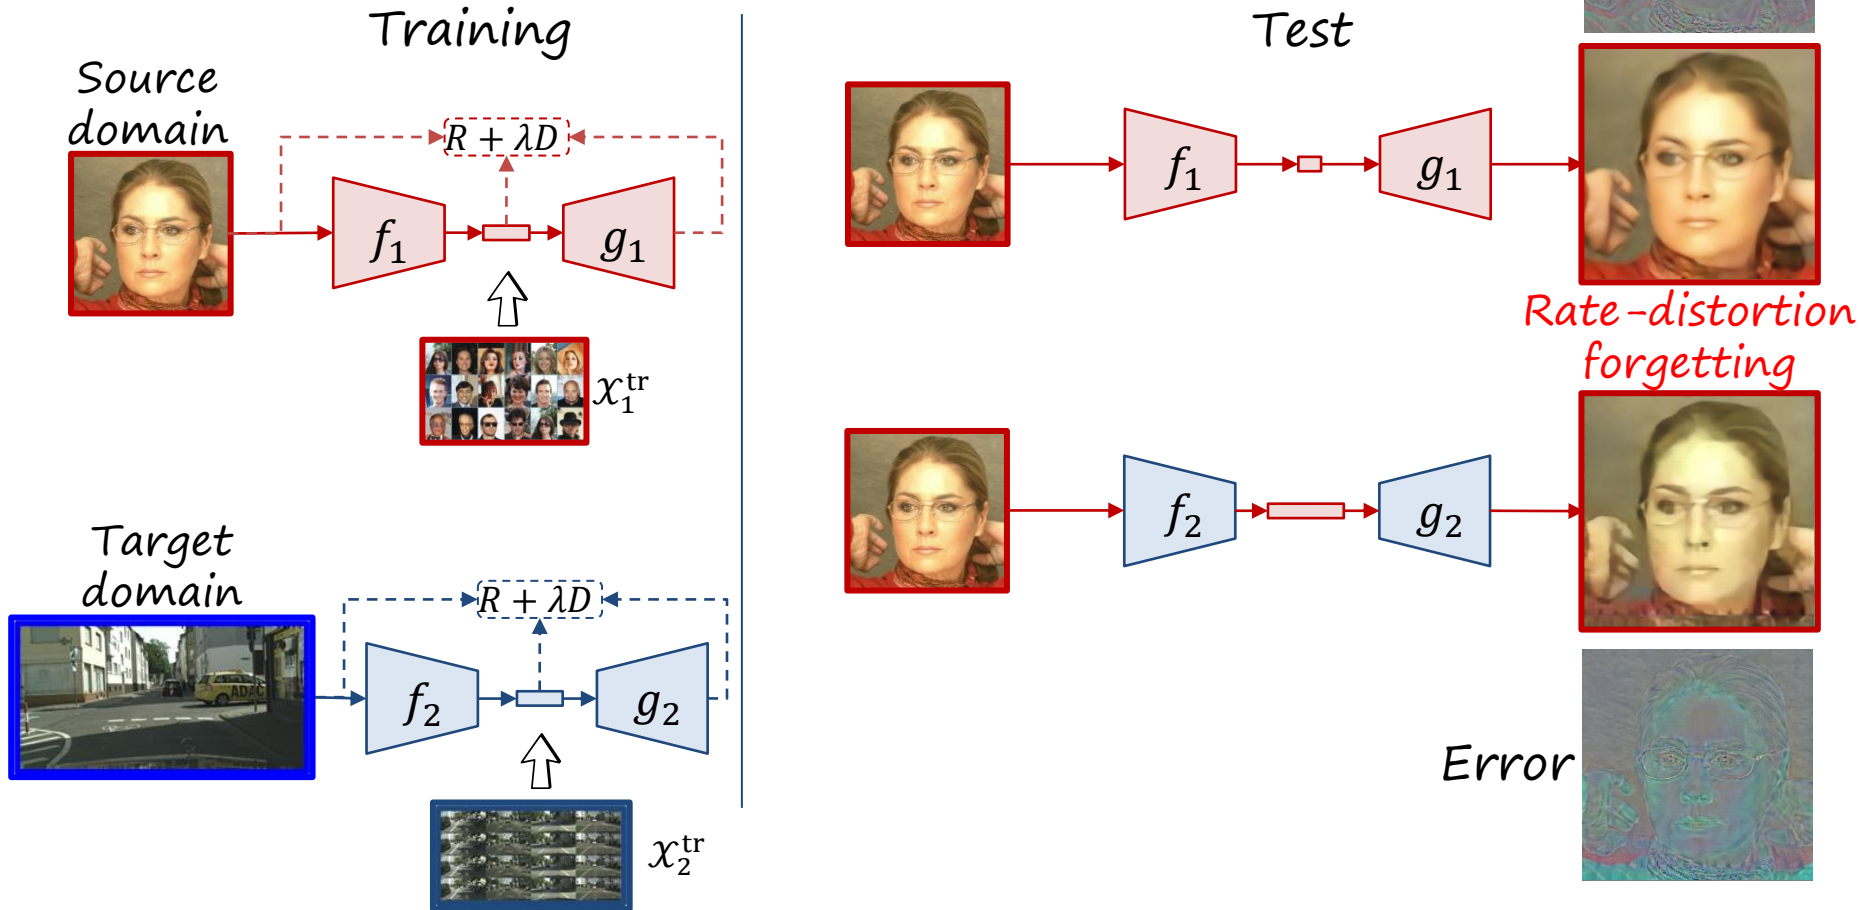 Training
Source
domain
R + λD
f₁
g₁
𝒳₁ᵗʳ
Target
domain
R + λD
f₂
g₂
ADAC
𝒳₂ᵗʳ
Test
f₁
g₁
Rate-distortion
forgetting
f₂
g₂
Error